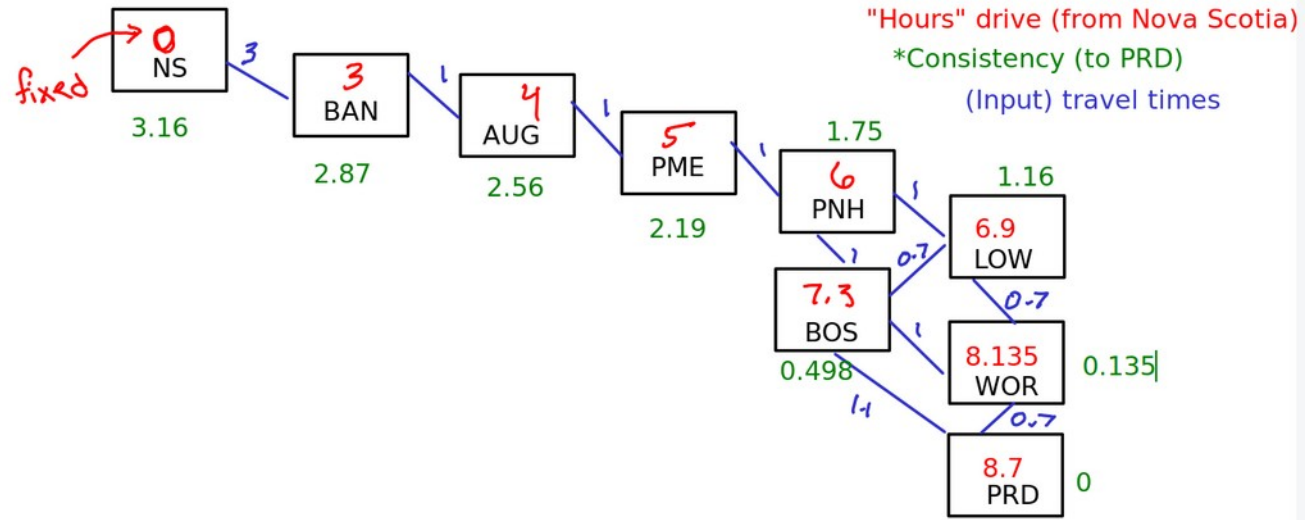 "Hours" drive (from Nova Scotia)
*Consistency (to PRD)
(Input) travel times
fixed
0
NS
3.16
3
3
BAN
2.87
1
4
AUG
2.56
1
5
PME
2.19
1
1.75
6
PNH
1
1
1.16
6.9
LOW
0.7
7.3
BOS
0.498
1
0.7
8.135
WOR
0.135
1.1
0.7
8.7
PRD
0